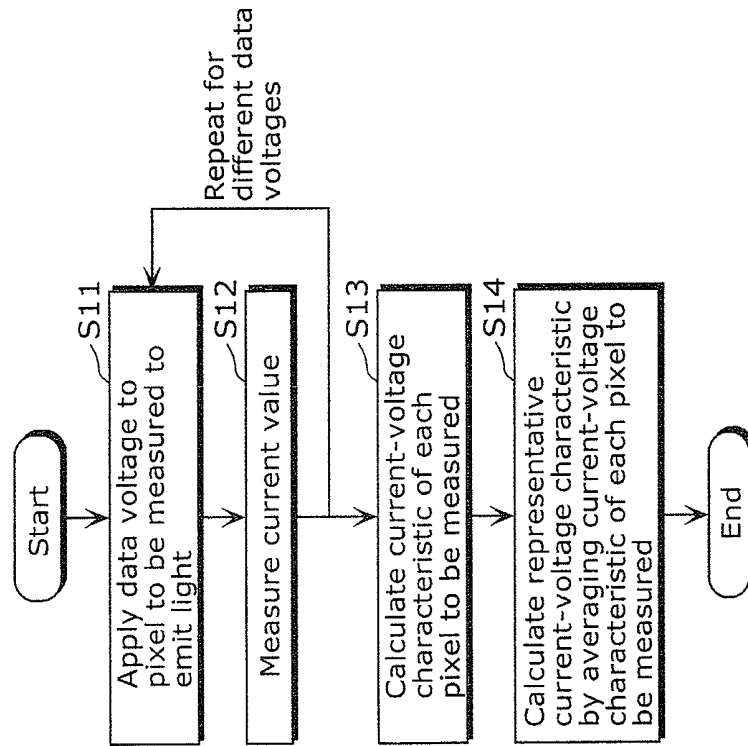 Start
S11
Apply data voltage to
pixel to be measured to
emit light
Repeat for
different data
voltages
S12
Measure current value
S13
Calculate current-voltage
characteristic of each
pixel to be measured
S14
Calculate representative
current-voltage characteristic
by averaging current-voltage
characteristic of each pixel to
be measured
End